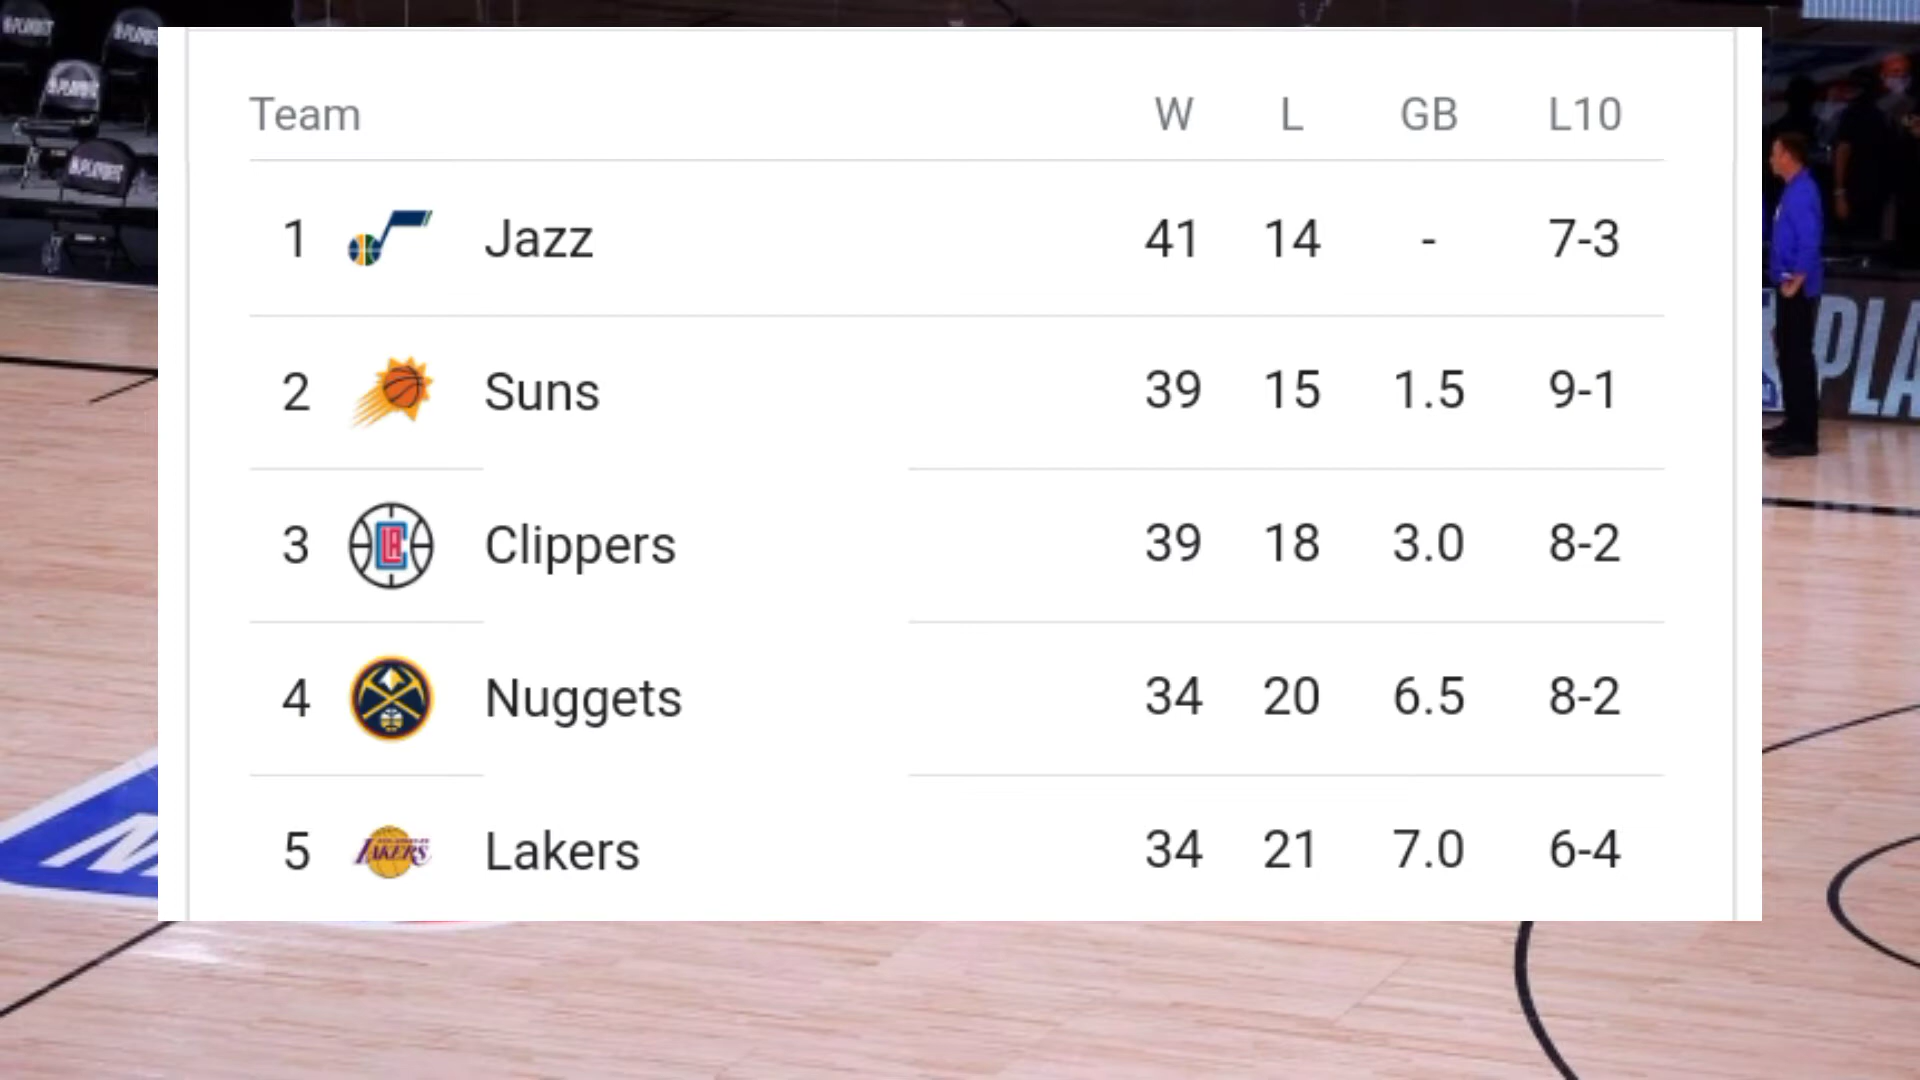 Team W L GB L10
1 Jazz 41 14 - 7-3
2 Suns 39 15 1.5 9-1
3 Clippers 39 18 3.0 8-2
4 Nuggets 34 20 6.5 8-2
5 LAKERS Lakers 34 21 7.0 6-4
PLA